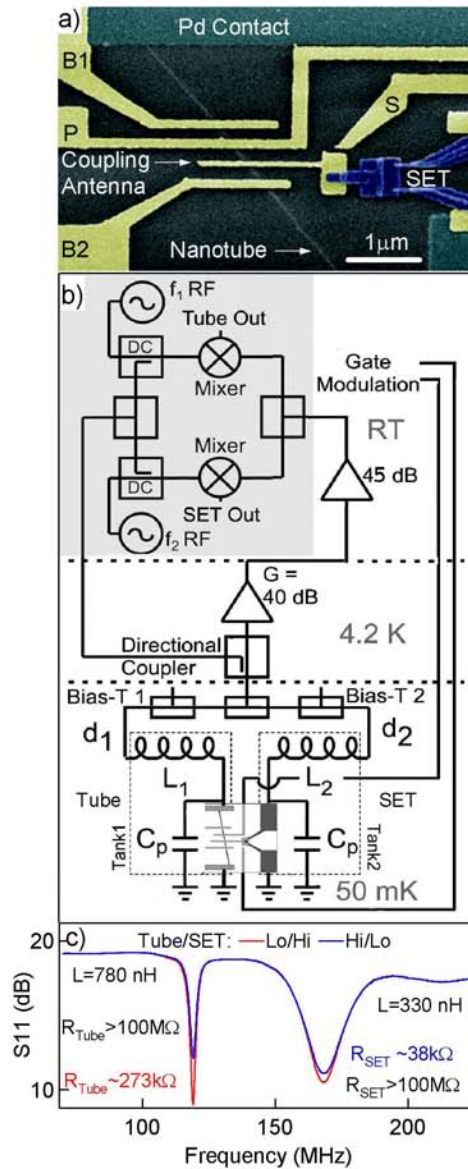 a)
Pd Contact
B1
P
S
Coupling
Antenna
SET
B2
Nanotube
1μm
b)
f₁ RF
Tube Out
DC
Mixer
Gate
Modulation
RT
Mixer
45 dB
DC
SET Out
f₂ RF
G =
40 dB
4.2 K
Directional
Coupler
Bias-T 1
Bias-T 2
d₁
d₂
L₁
L₂
Tube
SET
Tank1
Cp
Cp
Tank2
50 mK
c)
20
Tube/SET: Lo/Hi Hi/Lo
L=780 nH
L=330 nH
S11 (dB)
RTube>100MΩ
RSET ~38kΩ
RTube~273kΩ
RSET>100MΩ
10
100 150 200
Frequency (MHz)